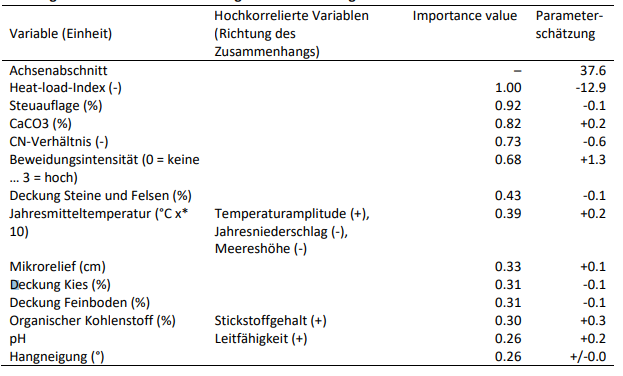 Variable (Einheit) Hochkorrelierte Variablen (Richtung des Zusammenhangs) Importance value Parameter-schätzung
Achsenabschnitt – 37.6
Heat-load-Index (-) 1.00 -12.9
Steuauflage (%) 0.92 -0.1
CaCO3 (%) 0.82 +0.2
CN-Verhältnis (-) 0.73 -0.6
Beweidungsintensität (0 = keine 0.68 +1.3
... 3 = hoch)
Deckung Steine und Felsen (%) 0.43 -0.1
Jahresmitteltemperatur (°C x* Temperaturamplitude (+), 0.39 +0.2
10) Jahresniederschlag (-),
Meereshöhe (-)
Mikrorelief (cm) 0.33 +0.1
Deckung Kies (%) 0.31 -0.1
Deckung Feinboden (%) 0.31 -0.1
Organischer Kohlenstoff (%) Stickstoffgehalt (+) 0.30 +0.3
pH Leitfähigkeit (+) 0.26 +0.2
Hangneigung (°) 0.26 +/-0.0